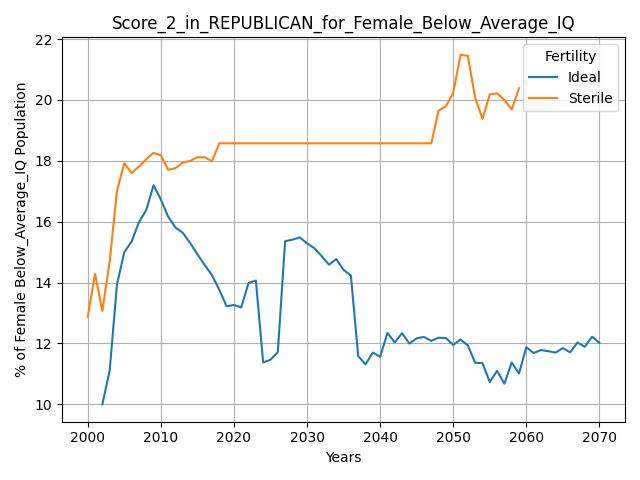 Score_2_in_REPUBLICAN_for_Female_Below_Average_IQ
% of Female Below_Average_IQ Population
22
20
18
16
14
12
10
Fertility
Ideal
Sterile
2000 2010 2020 2030 2040 2050 2060 2070
Years